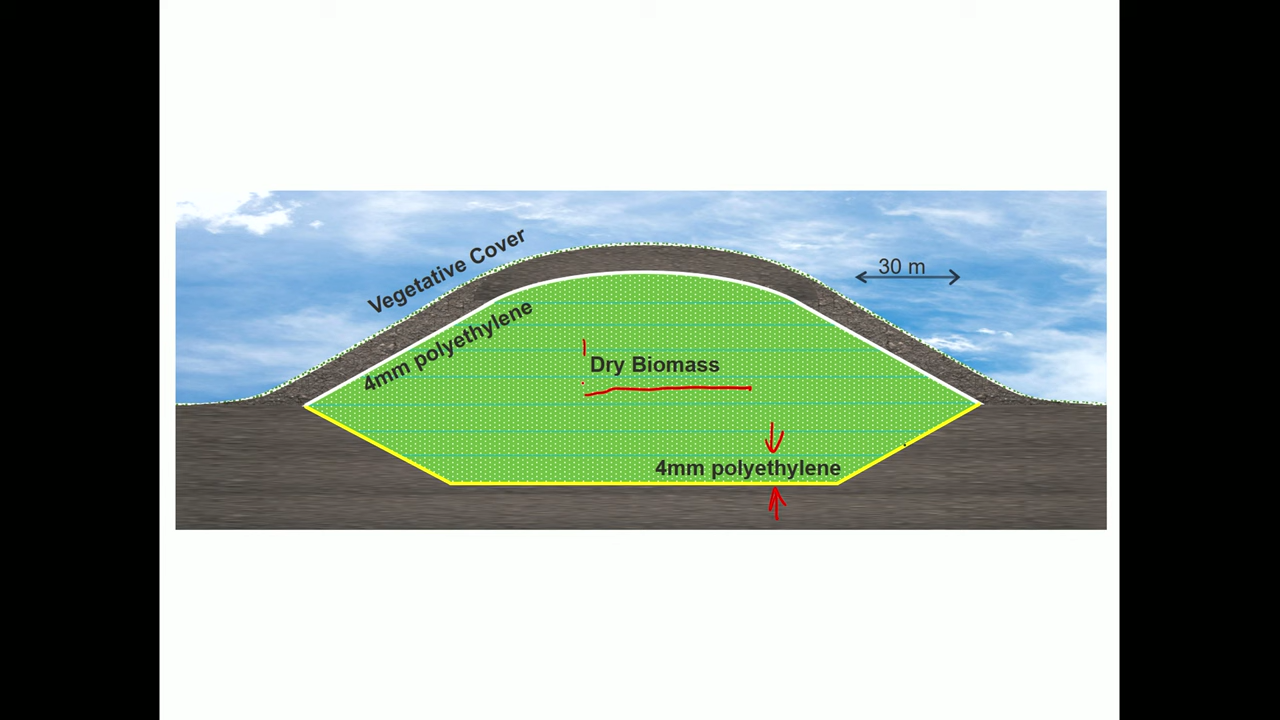 Vegetative Cover
30 m
4mm polyethylene
Dry Biomass
4mm polyethylene